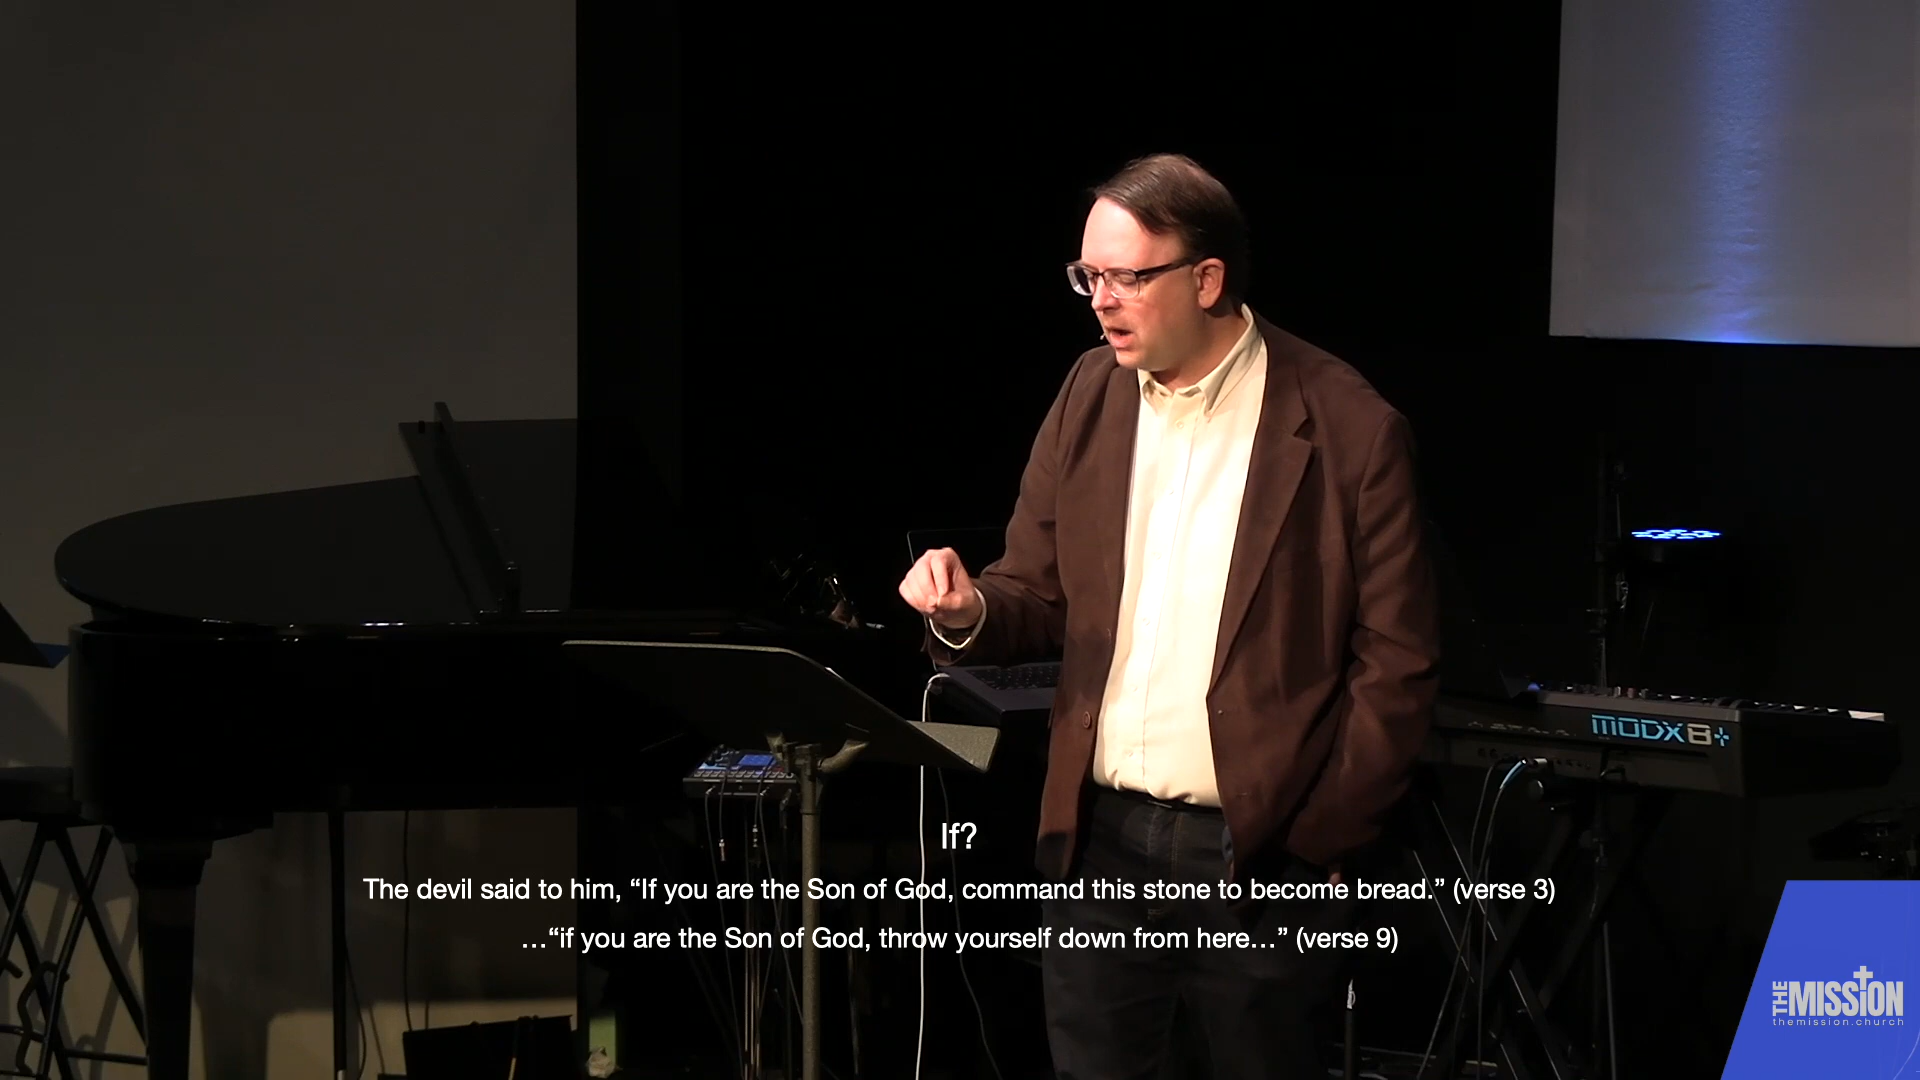 MODX8+
If?
The devil said to him, “If you are the Son of God, command this stone to become bread.” (verse 3)
…“if you are the Son of God, throw yourself down from here…” (verse 9)
THE MISSION
themission.church